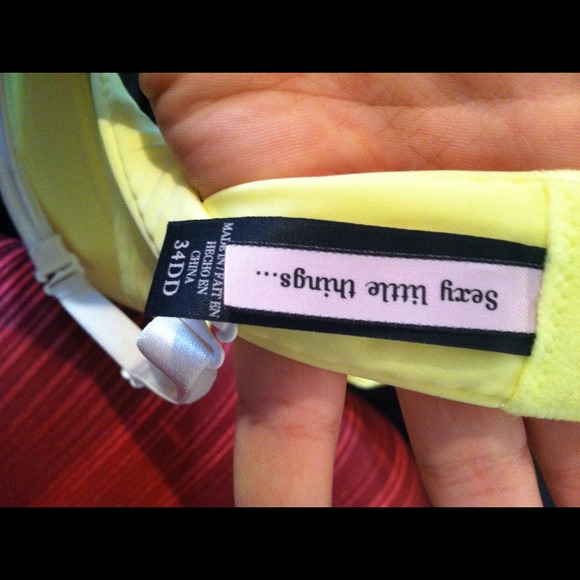 Sexy little things...
MADE IN / FAIT EN
HECHO EN
CHINA
34DD